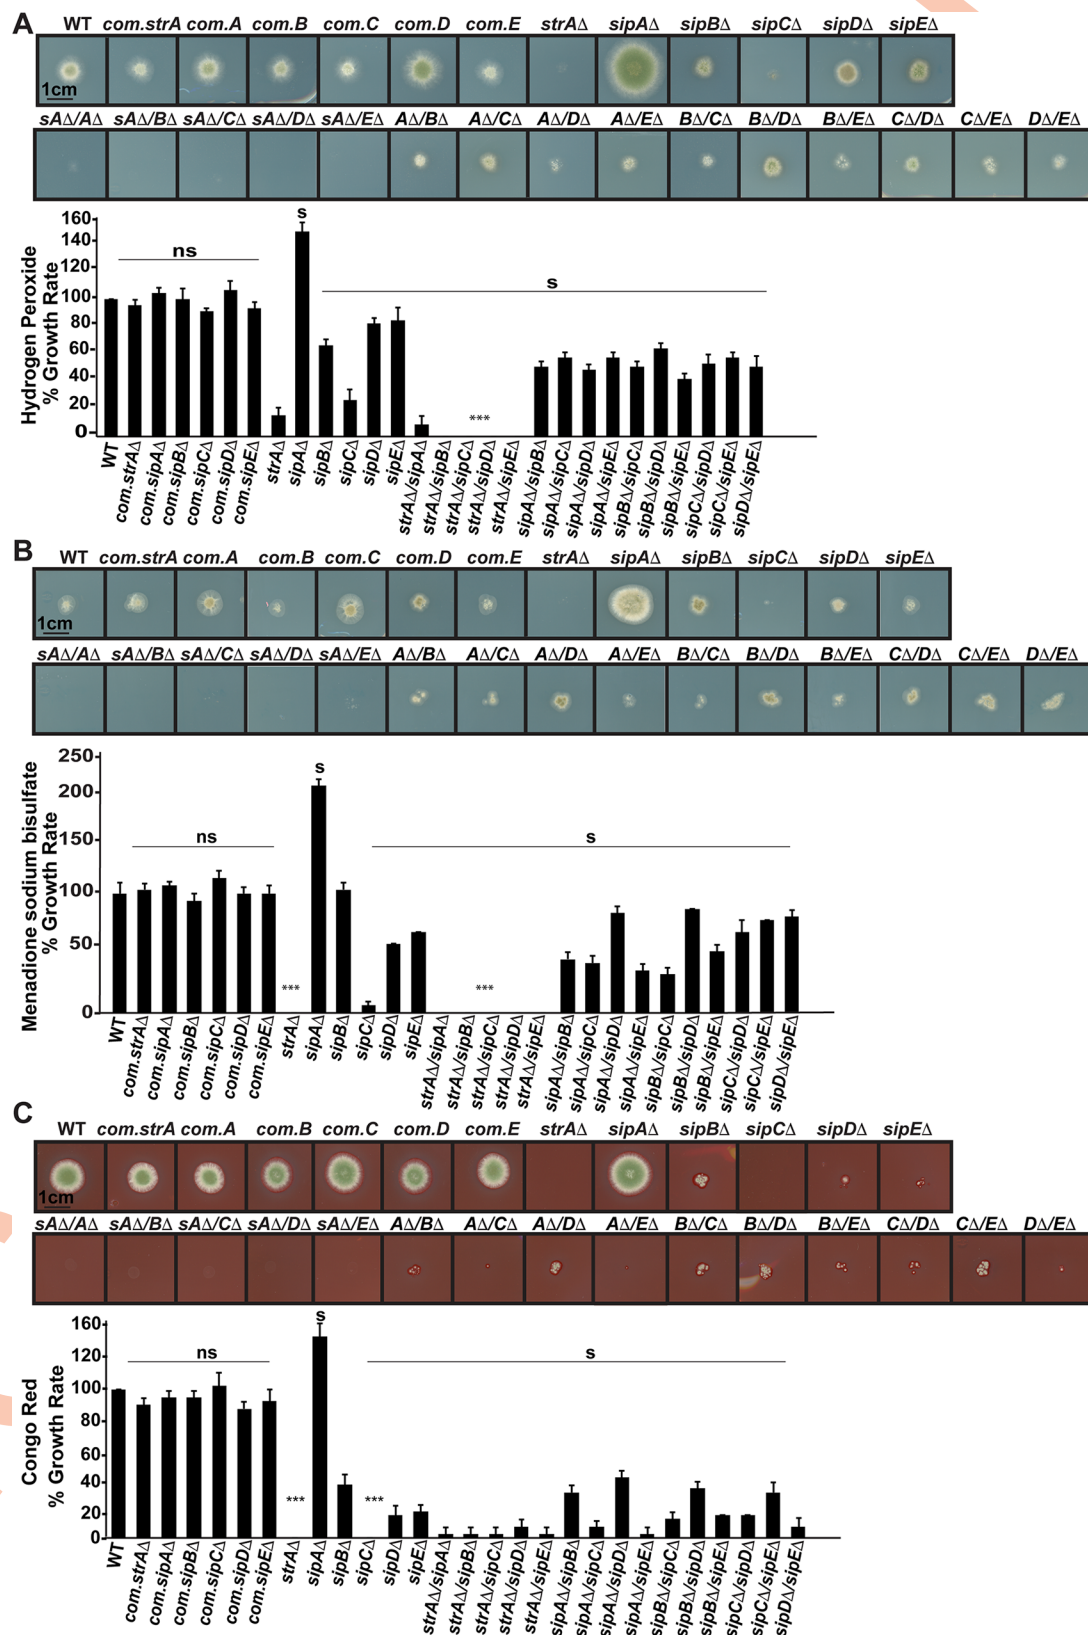 A
WT com.strA com.A com.B com.C com.D com.E strAΔ sipAΔ sipBΔ sipCΔ sipDΔ sipEΔ
1cm
sAΔ/AΔ sAΔ/BΔ sAΔ/CΔ sAΔ/DΔ sAΔ/EΔ AΔ/BΔ AΔ/CΔ AΔ/DΔ AΔ/EΔ BΔ/CΔ BΔ/DΔ BΔ/EΔ CΔ/DΔ CΔ/EΔ DΔ/EΔ
Hydrogen Peroxide
% Growth Rate
160
140
120
100
80
60
40
20
0
ns
s
s
***
WT
com.strAΔ
com.sipAΔ
com.sipBΔ
com.sipCΔ
com.sipDΔ
com.sipEΔ
strAΔ
sipAΔ
sipBΔ
sipCΔ
sipDΔ
sipEΔ
strAΔ/sipAΔ
strAΔ/sipBΔ
strAΔ/sipCΔ
strAΔ/sipDΔ
strAΔ/sipEΔ
sipAΔ/sipBΔ
sipAΔ/sipCΔ
sipAΔ/sipDΔ
sipAΔ/sipEΔ
sipBΔ/sipCΔ
sipBΔ/sipDΔ
sipBΔ/sipEΔ
sipCΔ/sipDΔ
sipCΔ/sipEΔ
sipDΔ/sipEΔ
B
WT com.strA com.A com.B com.C com.D com.E strAΔ sipAΔ sipBΔ sipCΔ sipDΔ sipEΔ
1cm
sAΔ/AΔ sAΔ/BΔ sAΔ/CΔ sAΔ/DΔ sAΔ/EΔ AΔ/BΔ AΔ/CΔ AΔ/DΔ AΔ/EΔ BΔ/CΔ BΔ/DΔ BΔ/EΔ CΔ/DΔ CΔ/EΔ DΔ/EΔ
Menadione sodium bisulfate
% Growth Rate
250
200
150
100
50
0
ns
s
s
***
***
WT
com.strAΔ
com.sipAΔ
com.sipBΔ
com.sipCΔ
com.sipDΔ
com.sipEΔ
strAΔ
sipAΔ
sipBΔ
sipCΔ
sipDΔ
sipEΔ
strAΔ/sipAΔ
strAΔ/sipBΔ
strAΔ/sipCΔ
strAΔ/sipDΔ
strAΔ/sipEΔ
sipAΔ/sipBΔ
sipAΔ/sipCΔ
sipAΔ/sipDΔ
sipAΔ/sipEΔ
sipBΔ/sipCΔ
sipBΔ/sipDΔ
sipBΔ/sipEΔ
sipCΔ/sipDΔ
sipCΔ/sipEΔ
sipDΔ/sipEΔ
C
WT com.strA com.A com.B com.C com.D com.E strAΔ sipAΔ sipBΔ sipCΔ sipDΔ sipEΔ
1cm
sAΔ/AΔ sAΔ/BΔ sAΔ/CΔ sAΔ/DΔ sAΔ/EΔ AΔ/BΔ AΔ/CΔ AΔ/DΔ AΔ/EΔ BΔ/CΔ BΔ/DΔ BΔ/EΔ CΔ/DΔ CΔ/EΔ DΔ/EΔ
Congo Red
% Growth Rate
160
120
100
80
60
40
20
0
ns
s
s
***
***
WT
com.strAΔ
com.sipAΔ
com.sipBΔ
com.sipCΔ
com.sipDΔ
com.sipEΔ
strAΔ
sipAΔ
sipBΔ
sipCΔ
sipDΔ
sipEΔ
strAΔ/sipAΔ
strAΔ/sipBΔ
strAΔ/sipCΔ
strAΔ/sipDΔ
strAΔ/sipEΔ
sipAΔ/sipBΔ
sipAΔ/sipCΔ
sipAΔ/sipDΔ
sipAΔ/sipEΔ
sipBΔ/sipCΔ
sipBΔ/sipDΔ
sipBΔ/sipEΔ
sipCΔ/sipDΔ
sipCΔ/sipEΔ
sipDΔ/sipEΔ